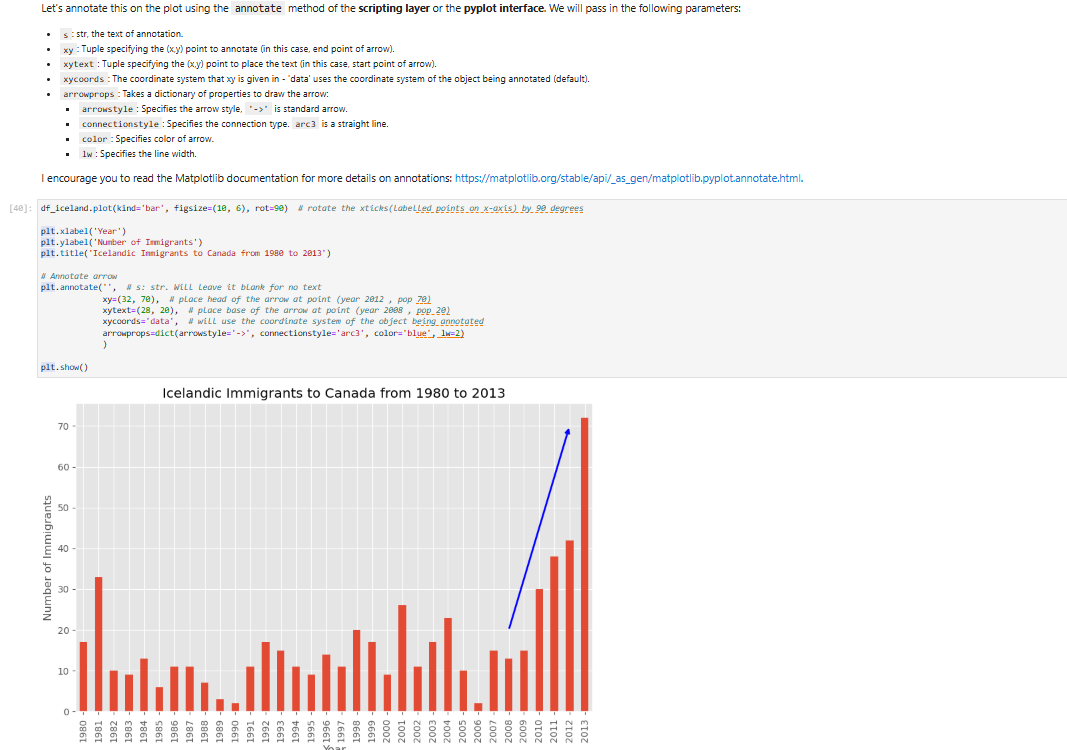 Let's annotate this on the plot using the annotate method of the scripting layer or the pyplot interface. We will pass in the following parameters:
• s : str, the text of annotation.
• xy : Tuple specifying the (x,y) point to annotate (in this case, end point of arrow).
• xytext : Tuple specifying the (x,y) point to place the text (in this case, start point of arrow).
• xycoords : The coordinate system that xy is given in - 'data' uses the coordinate system of the object being annotated (default).
• arrowprops : Takes a dictionary of properties to draw the arrow:
▪ arrowstyle : Specifies the arrow style, '->' is standard arrow.
▪ connectionstyle : Specifies the connection type. arc3 is a straight line.
▪ color : Specifies color of arrow.
▪ lw : Specifies the line width.
I encourage you to read the Matplotlib documentation for more details on annotations: https://matplotlib.org/stable/api/_as_gen/matplotlib.pyplot.annotate.html.
[40]: df_iceland.plot(kind='bar', figsize=(10, 6), rot=90)  # rotate the xticks(labelled points on x-axis) by 90 degrees
plt.xlabel('Year')
plt.ylabel('Number of Immigrants')
plt.title('Icelandic Immigrants to Canada from 1980 to 2013')
# Annotate arrow
plt.annotate('',  # s: str. Will leave it blank for no text
xy=(32, 70),  # place head of the arrow at point (year 2012 , pop 70)
xytext=(28, 20),  # place base of the arrow at point (year 2008 , pop 20)
xycoords='data',  # will use the coordinate system of the object being annotated
arrowprops=dict(arrowstyle='->', connectionstyle='arc3', color='blue', lw=2)
)
plt.show()
Icelandic Immigrants to Canada from 1980 to 2013
Number of Immigrants
70
60
50
40
30
20
10
0
1980 1981 1982 1983 1984 1985 1986 1987 1988 1989 1990 1991 1992 1993 1994 1995 1996 1997 1998 1999 2000 2001 2002 2003 2004 2005 2006 2007 2008 2009 2010 2011 2012 2013
Year